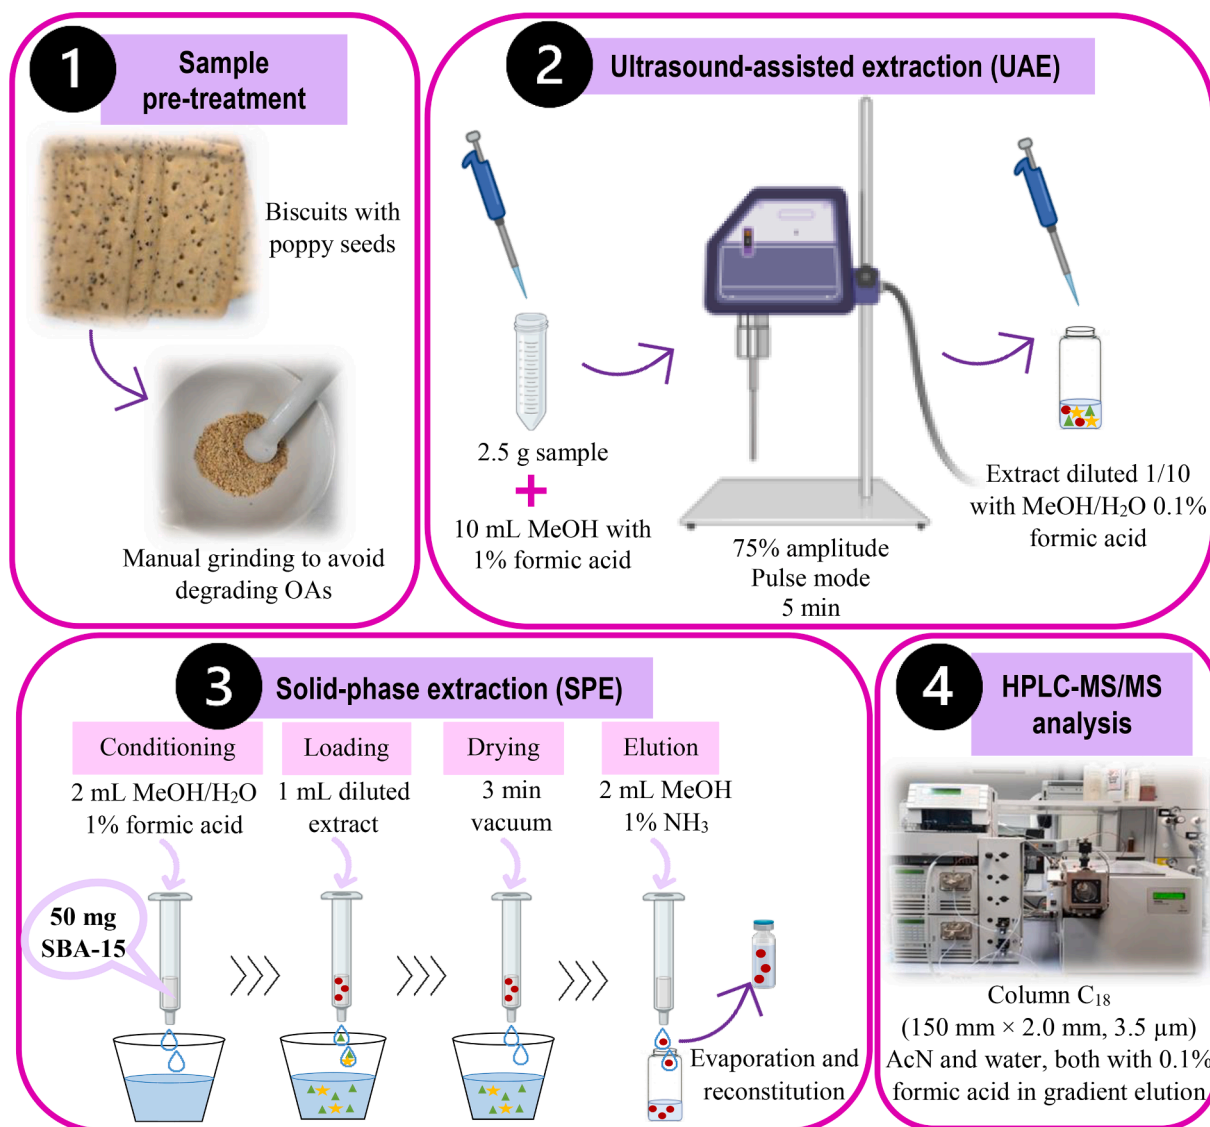 1
Sample
pre-treatment
Biscuits with
poppy seeds
Manual grinding to avoid
degrading OAs
2
Ultrasound-assisted extraction (UAE)
2.5 g sample
+
10 mL MeOH with
1% formic acid
75% amplitude
Pulse mode
5 min
Extract diluted 1/10
with MeOH/H₂O 0.1%
formic acid
3
Solid-phase extraction (SPE)
Conditioning
2 mL MeOH/H₂O
1% formic acid
50 mg
SBA-15
Loading
1 mL diluted
extract
Drying
3 min
vacuum
Elution
2 mL MeOH
1% NH₃
Evaporation and
reconstitution
4
HPLC-MS/MS
analysis
Column C₁₈
(150 mm × 2.0 mm, 3.5 µm)
AcN and water, both with 0.1%
formic acid in gradient elution